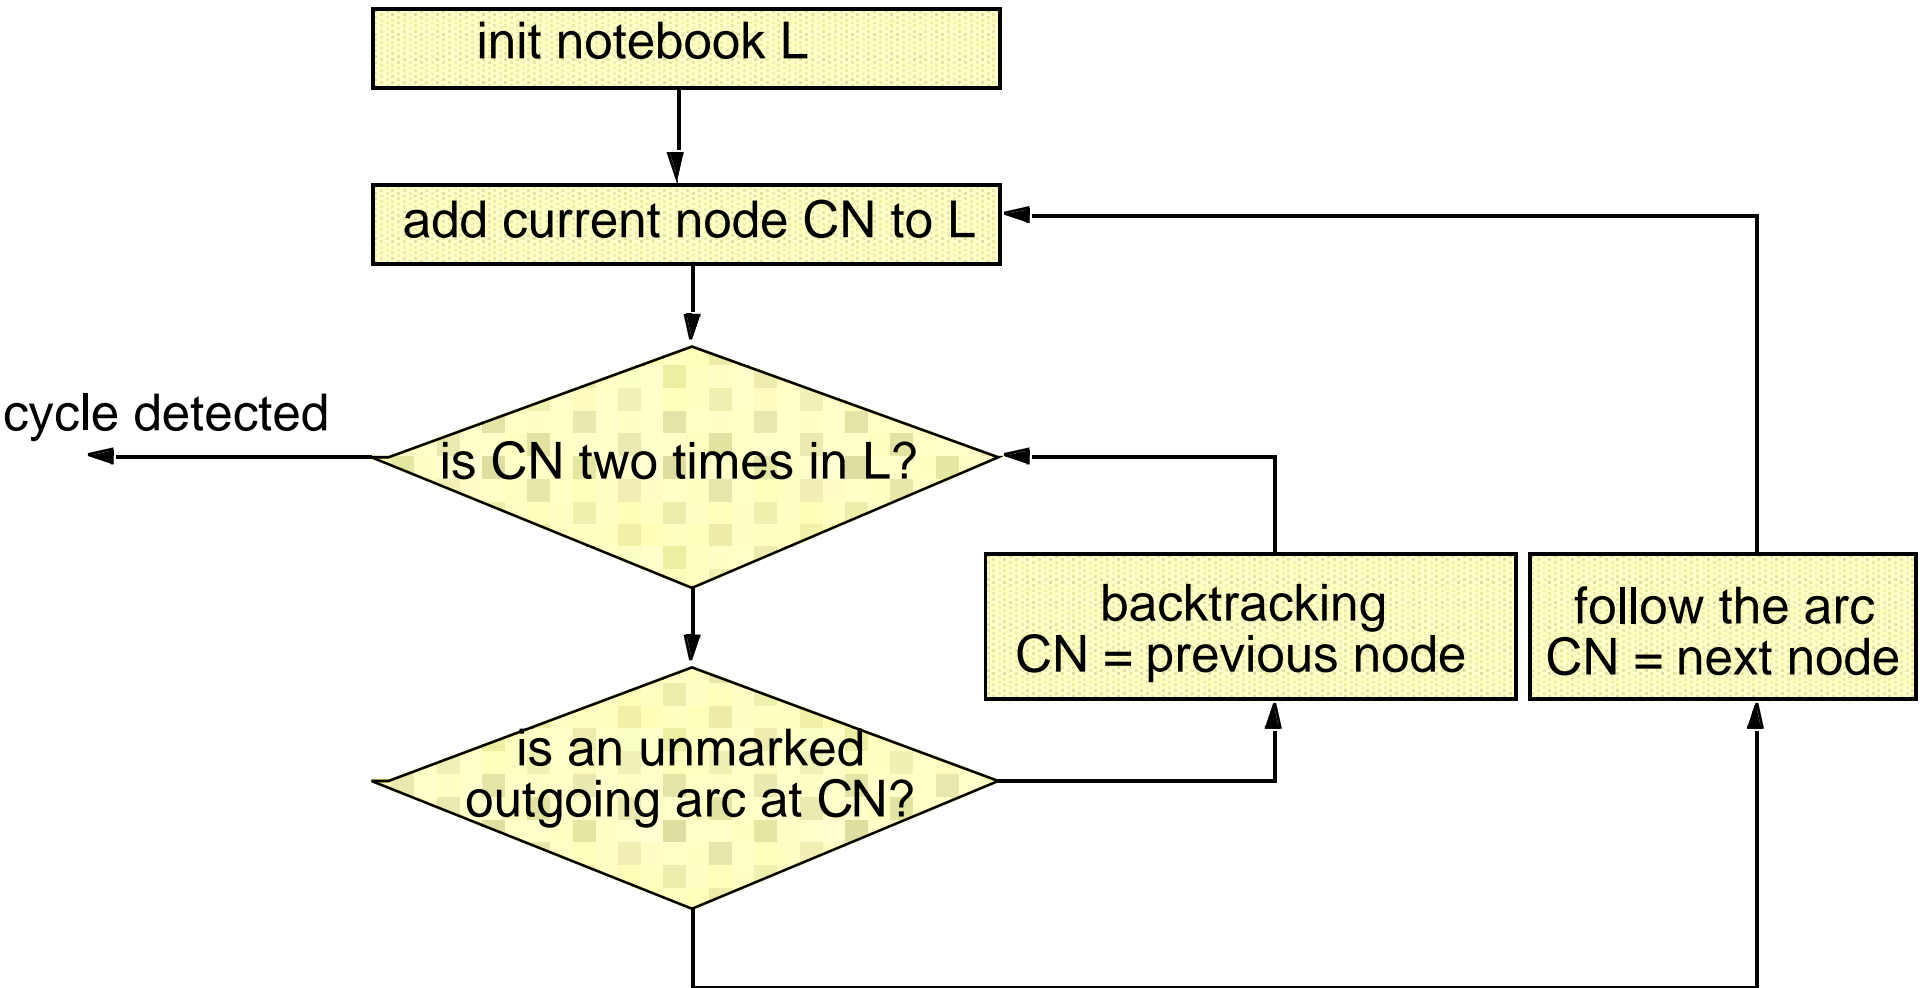 init notebook L
add current node CN to L
cycle detected
is CN two times in L?
backtracking
CN = previous node
follow the arc
CN = next node
is an unmarked
outgoing arc at CN?